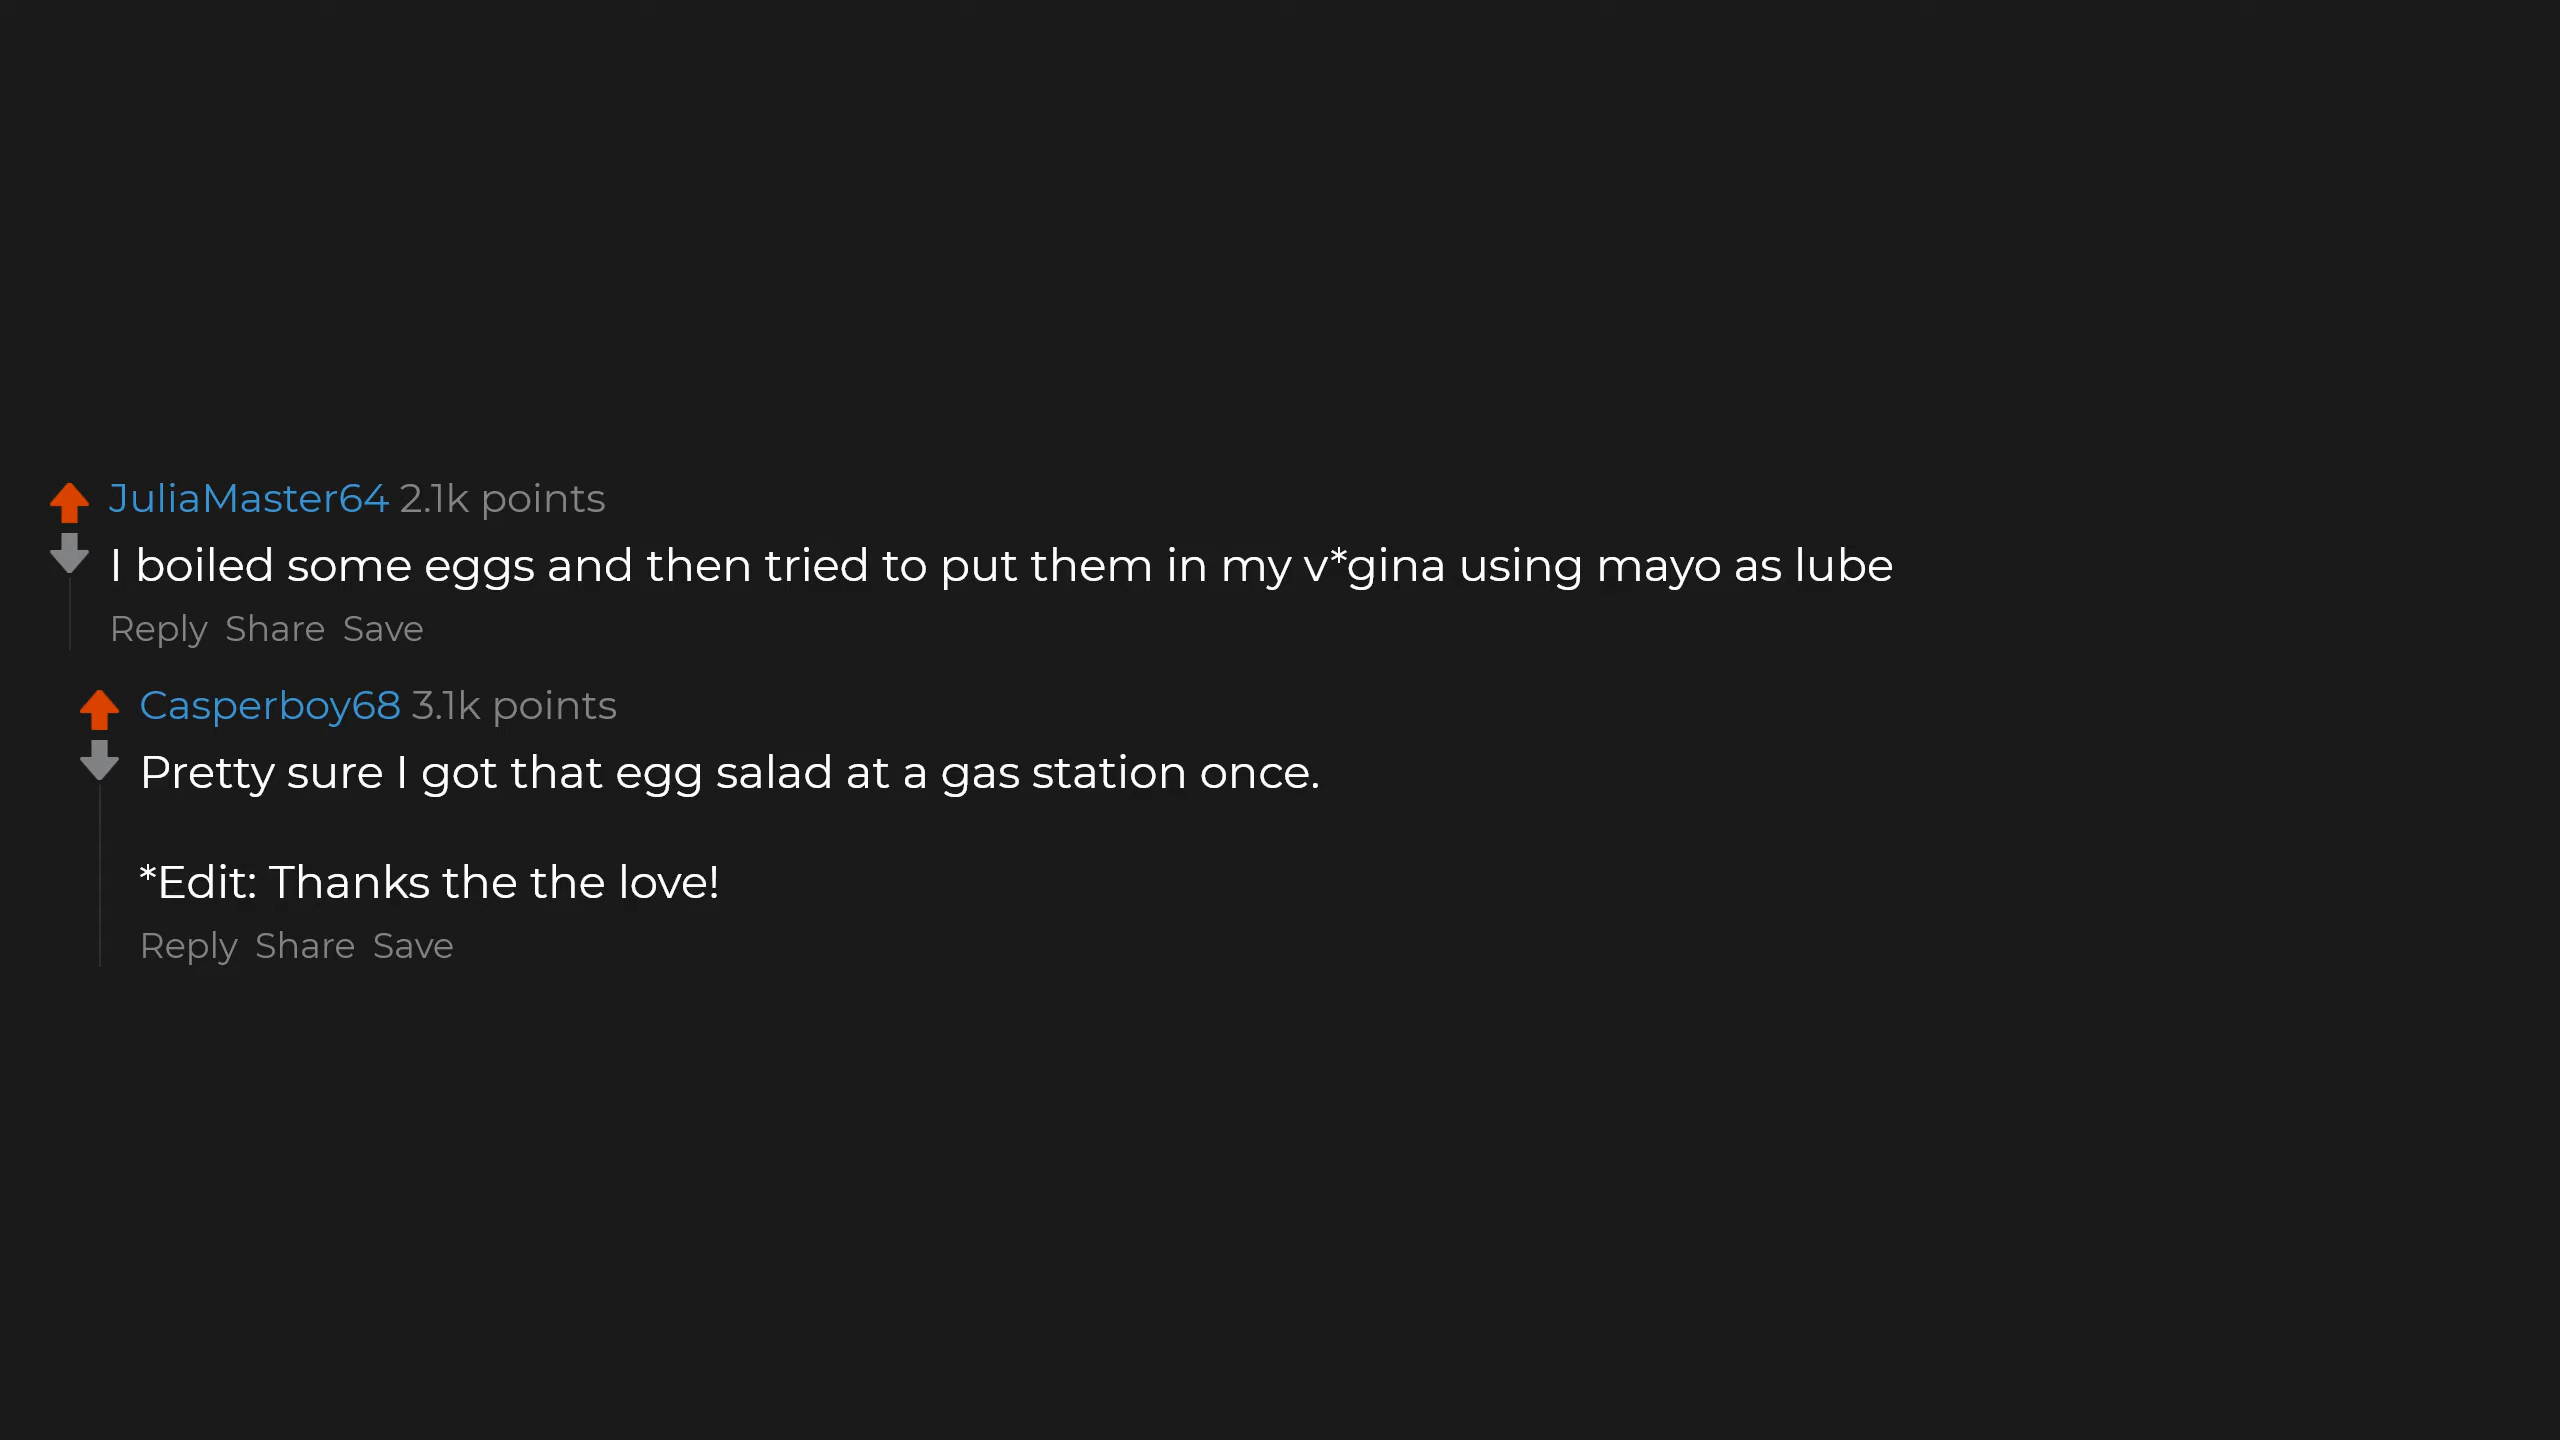 JuliaMaster64 2.1k points
I boiled some eggs and then tried to put them in my v*gina using mayo as lube
Reply Share Save
Casperboy68 3.1k points
Pretty sure I got that egg salad at a gas station once.
*Edit: Thanks the the love!
Reply Share Save